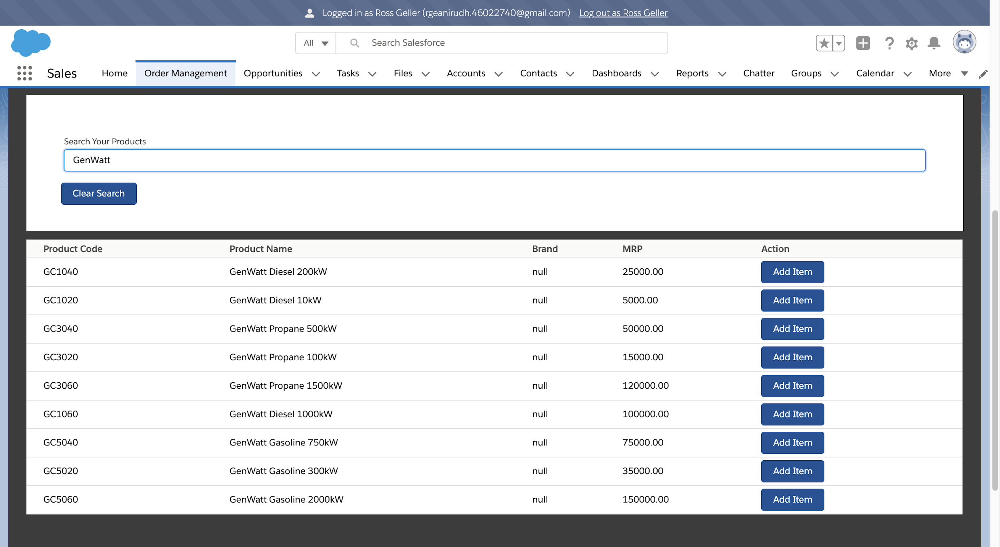 Logged in as Ross Geller (rgeanirudh.46022740@gmail.com) Log out as Ross Geller
All Search Salesforce
Sales Home Order Management Opportunities Tasks Files Accounts Contacts Dashboards Reports Chatter Groups Calendar More
Search Your Products
GenWatt
Clear Search
Product Code Product Name Brand MRP Action
GC1040 GenWatt Diesel 200kW null 25000.00 Add Item
GC1020 GenWatt Diesel 10kW null 5000.00 Add Item
GC3040 GenWatt Propane 500kW null 50000.00 Add Item
GC3020 GenWatt Propane 100kW null 15000.00 Add Item
GC3060 GenWatt Propane 1500kW null 120000.00 Add Item
GC1060 GenWatt Diesel 1000kW null 100000.00 Add Item
GC5040 GenWatt Gasoline 750kW null 75000.00 Add Item
GC5020 GenWatt Gasoline 300kW null 35000.00 Add Item
GC5060 GenWatt Gasoline 2000kW null 150000.00 Add Item